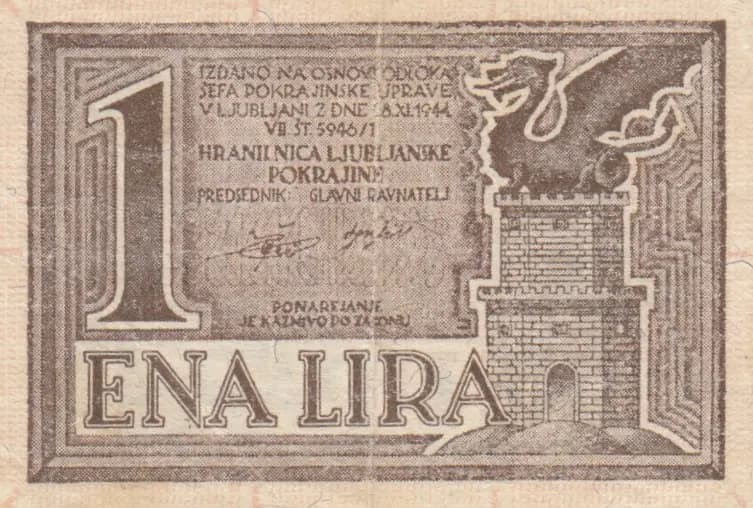 1
IZDANO NA OSNOVI ODLOKA
ŠEFA POKRAJINSKE UPRAVE
V LJUBLJANI Z DNE 28.XI.1944
VII ŠT. 5946/1
HRANILNICA LJUBLJANSKE
POKRAJINE
PREDSEDNIK: GLAVNI RAVNATELJ
PONAREJANJE
JE KAZNIVO PO ZAKONU
ENA LIRA